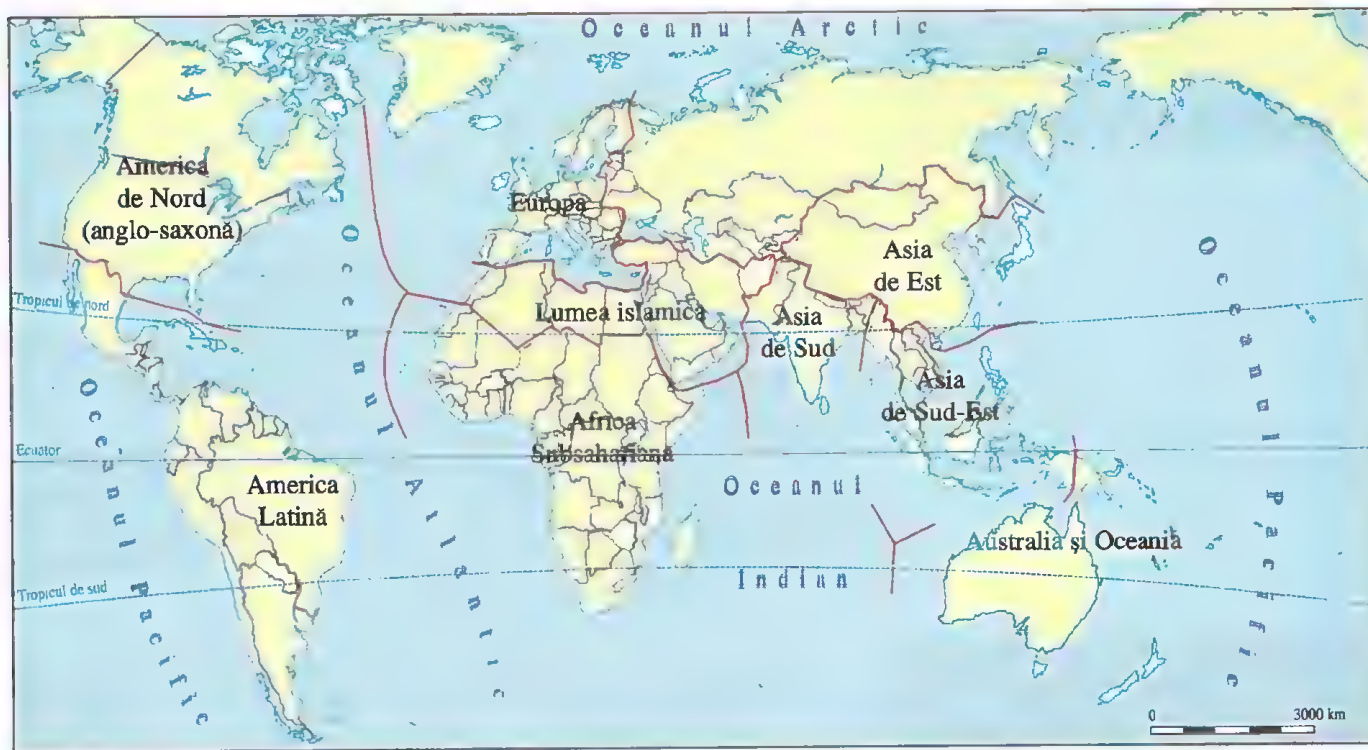 Oceanul Arctic
America
de Nord
(anglo-saxonă)
Europa
Oceanul
Asia
de Est
Oceanul
Tropicul de nord
Lumea islamică
Asia
de Sud
Asia
de Sud-Est
Oceanul
Africa
Subsahariană
Ecuator
America
Latină
Atlantic
Oceanul
Pacific
Australia și Oceania
Indian
Tropicul de sud
Pacific
0 3000 km